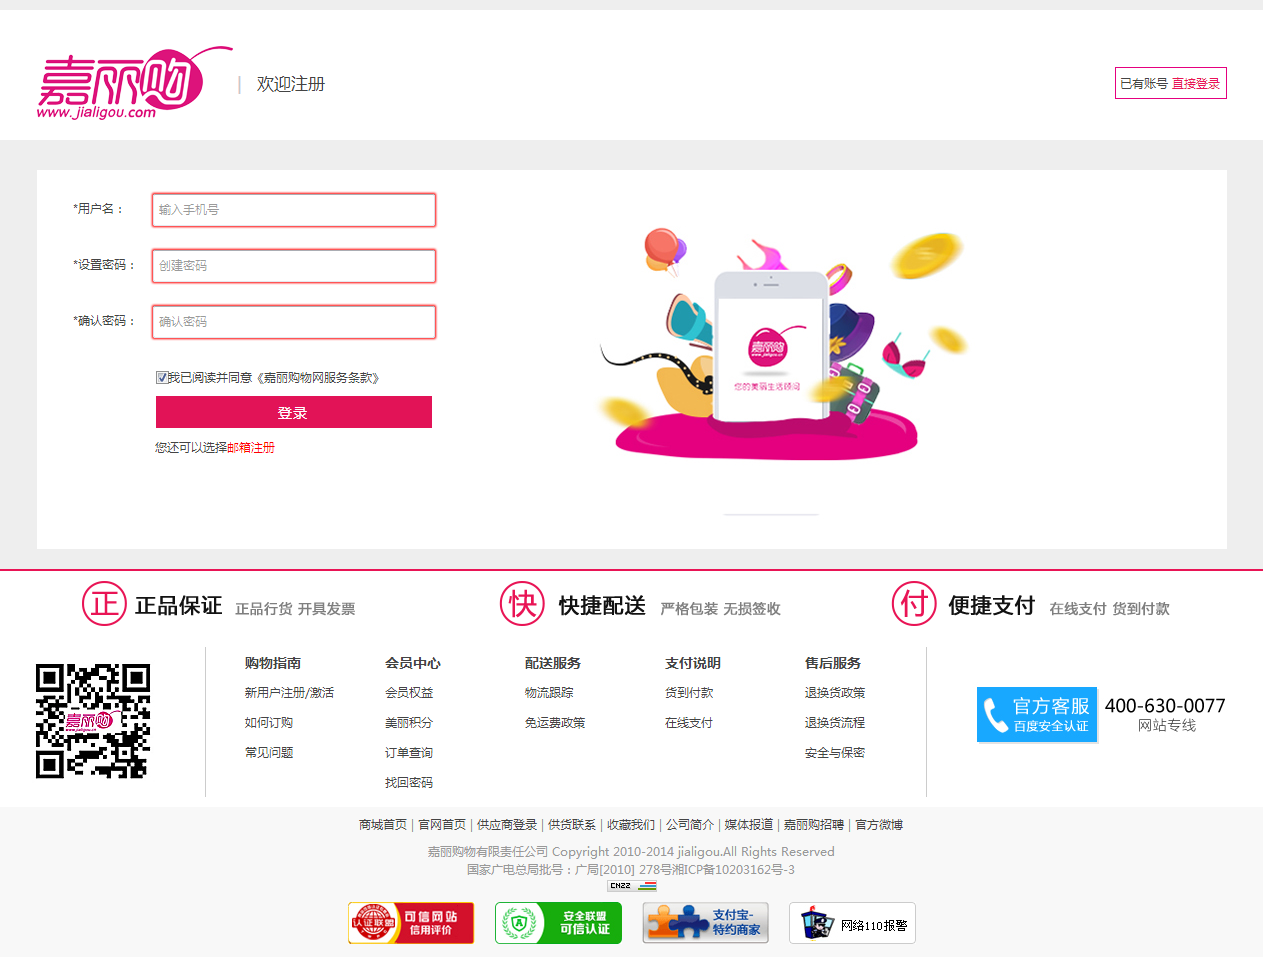 嘉丽购
www.jialigou.com
| 欢迎注册
已有账号 直接登录
*用户名： 输入手机号
*设置密码： 创建密码
*确认密码： 确认密码
我已阅读并同意《嘉丽购物网服务条款》
登录
您还可以选择邮箱注册
嘉丽购
www.jialigou.cn
您的美丽生活顾问
正 正品保证 正品行货 开具发票
快 快捷配送 严格包装 无损签收
付 便捷支付 在线支付 货到付款
嘉丽购
www.jialigou.cn
购物指南
新用户注册/激活
如何订购
常见问题
会员中心
会员权益
美丽积分
订单查询
找回密码
配送服务
物流跟踪
免运费政策
支付说明
货到付款
在线支付
售后服务
退换货政策
退换货流程
安全与保密
官方客服
百度安全认证
400-630-0077
网站专线
商城首页 | 官网首页 | 供应商登录 | 供货联系 | 收藏我们 | 公司简介 | 媒体报道 | 嘉丽购招聘 | 官方微博
嘉丽购物有限责任公司 Copyright 2010-2014 jialigou.All Rights Reserved
国家广电总局批号：广局[2010] 278号湘ICP备10203162号-3
CNZZ
认证联盟
可信网站
信用评价
安全联盟
可信认证
支付宝-
特约商家
网络110报警